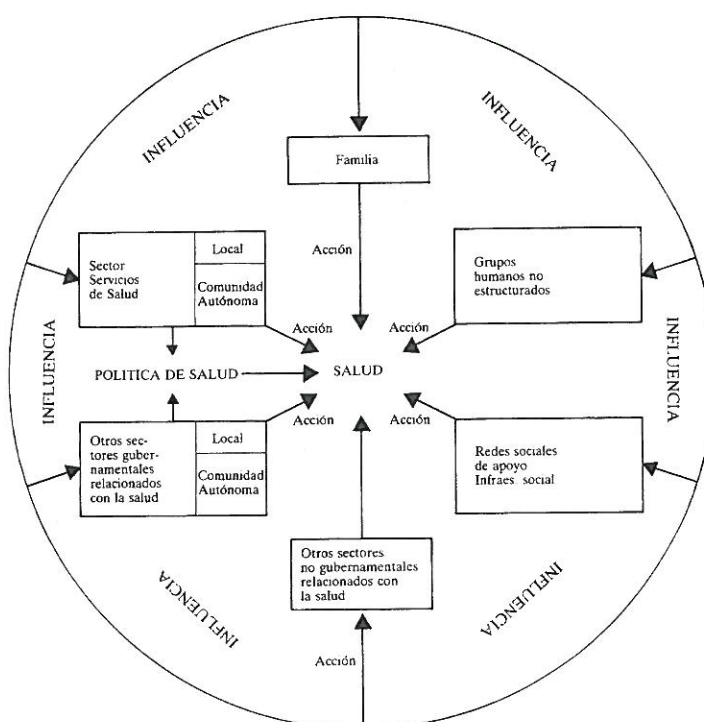 INFLUENCIA
INFLUENCIA
Familia
Acción
Sector
Servicios
de Salud
Local
Comunidad
Autónoma
Grupos
humanos no
estructurados
Acción
Acción
INFLUENCIA
POLITICA DE SALUD
SALUD
INFLUENCIA
Acción
Acción
Otros sec-
tores guber-
namentales
relacionados
con la salud
Local
Comunidad
Autónoma
Redes sociales
de apoyo
Infraes social
Otros sectores
no gubernamentales
relacionados con
la salud
INFLUENCIA
INFLUENCIA
Acción